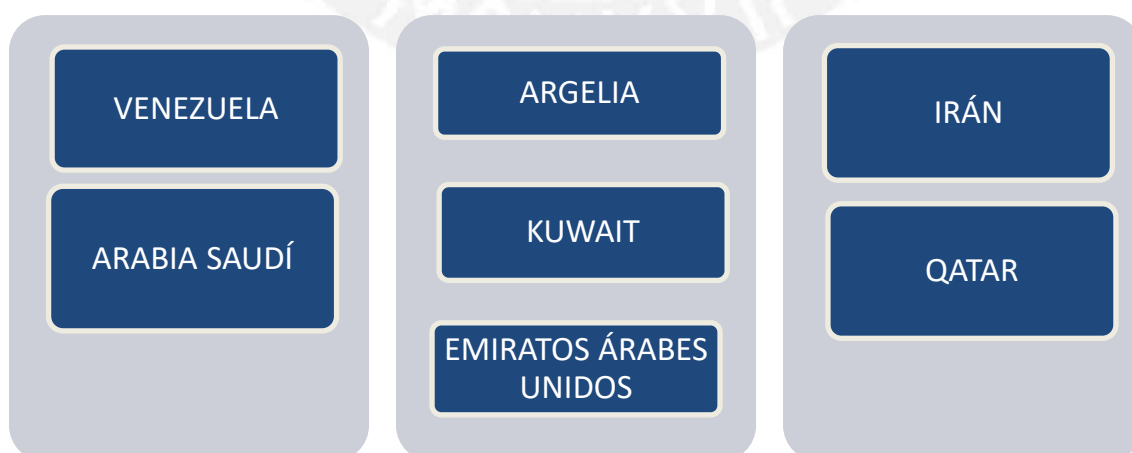 VENEZUELA
ARABIA SAUDÍ
ARGELIA
KUWAIT
EMIRATOS ÁRABES
UNIDOS
IRÁN
QATAR